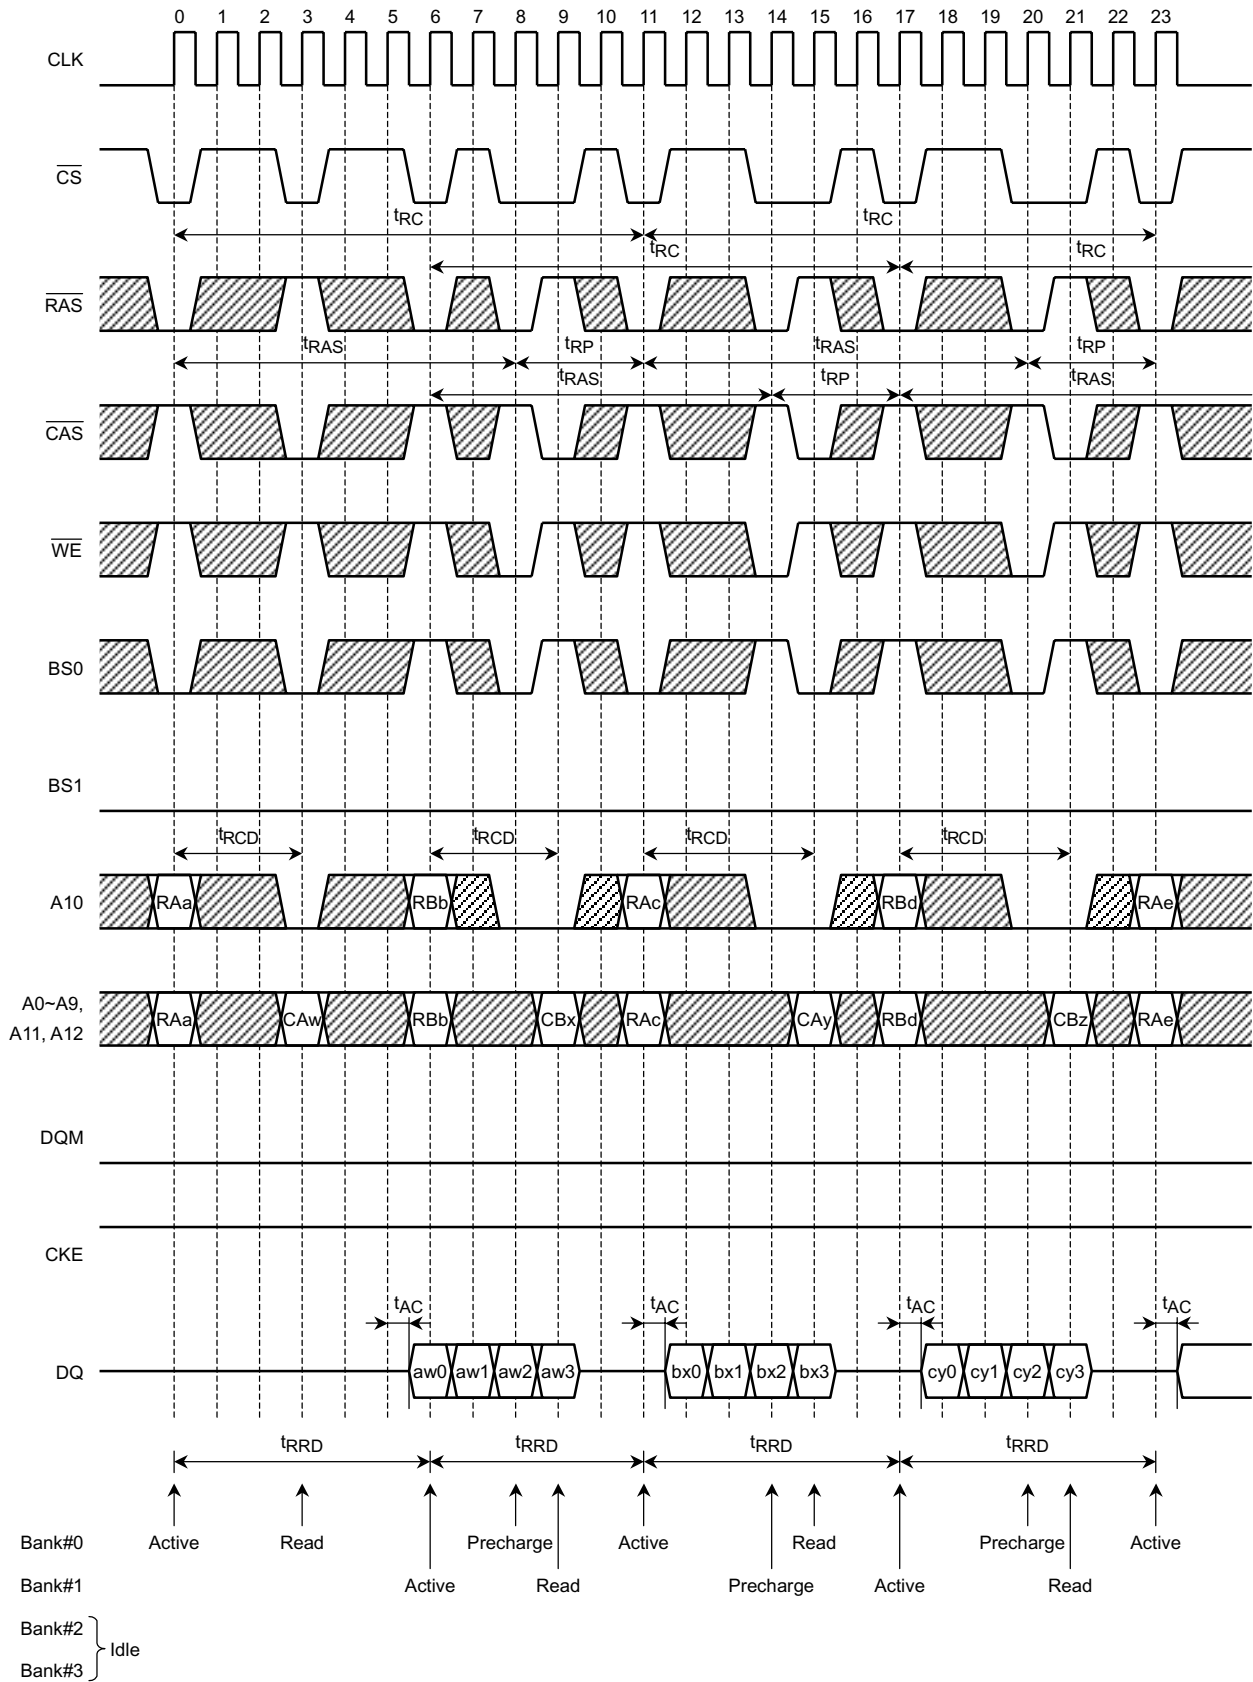 0 1 2 3 4 5 6 7 8 9 10 11 12 13 14 15 16 17 18 19 20 21 22 23
CLK
CS
tRC tRC
tRC tRC
RAS
tRAS tRP tRAS tRP
tRAS tRP tRAS
CAS
WE
BS0
BS1
tRCD tRCD tRCD tRCD
A10 RAa RBb RAc RBd RAe
A0~A9,
A11, A12
RAa CAw RBb CBx RAc CAy RBd CBz RAe
DQM
CKE
tAC tAC tAC tAC
DQ aw0 aw1 aw2 aw3 bx0 bx1 bx2 bx3 cy0 cy1 cy2 cy3
tRRD tRRD tRRD tRRD
Bank#0 Active Read Precharge Active Read Precharge Active
Bank#1 Active Read Precharge Active Read
Bank#2
Idle
Bank#3